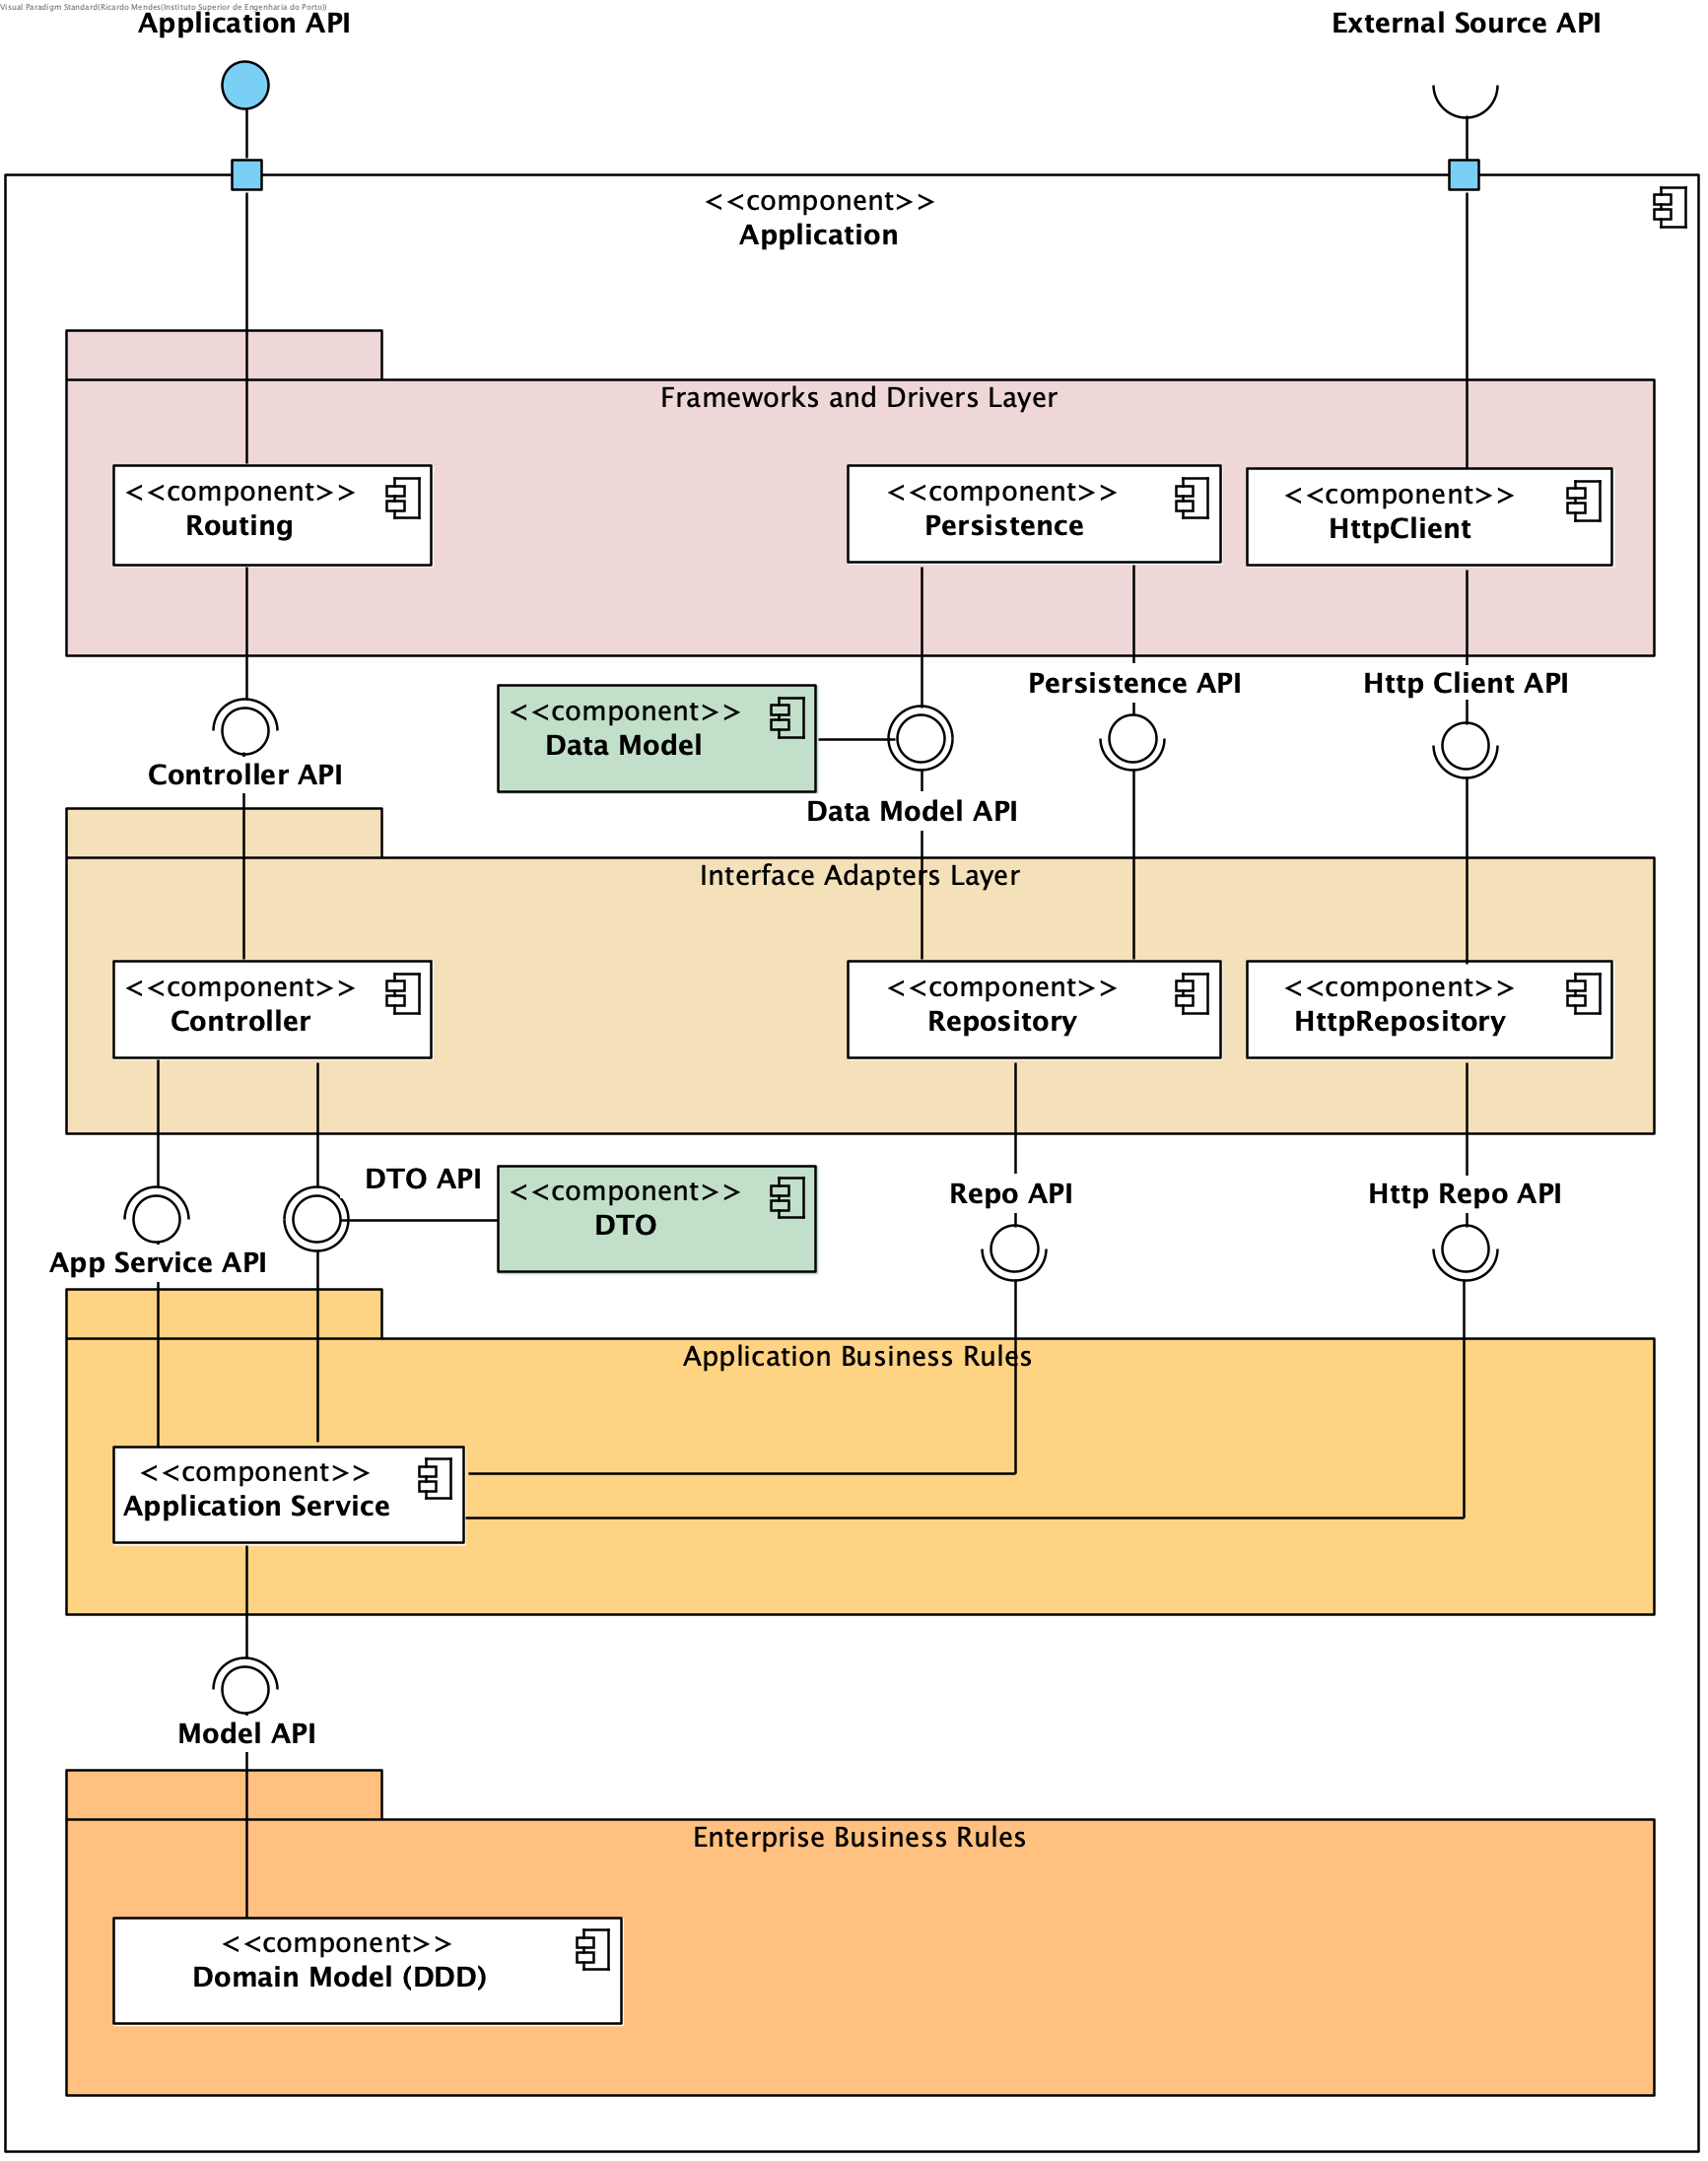 Visual Paradigm Standard(Ricardo Mendes(Instituto Superior de Engenharia do Porto))
Application API
External Source API
<<component>>
Application
Frameworks and Drivers Layer
<<component>>
Routing
<<component>>
Persistence
<<component>>
HttpClient
Persistence API
Http Client API
<<component>>
Data Model
Controller API
Data Model API
Interface Adapters Layer
<<component>>
Controller
<<component>>
Repository
<<component>>
HttpRepository
DTO API
<<component>>
DTO
Repo API
Http Repo API
App Service API
Application Business Rules
<<component>>
Application Service
Model API
Enterprise Business Rules
<<component>>
Domain Model (DDD)